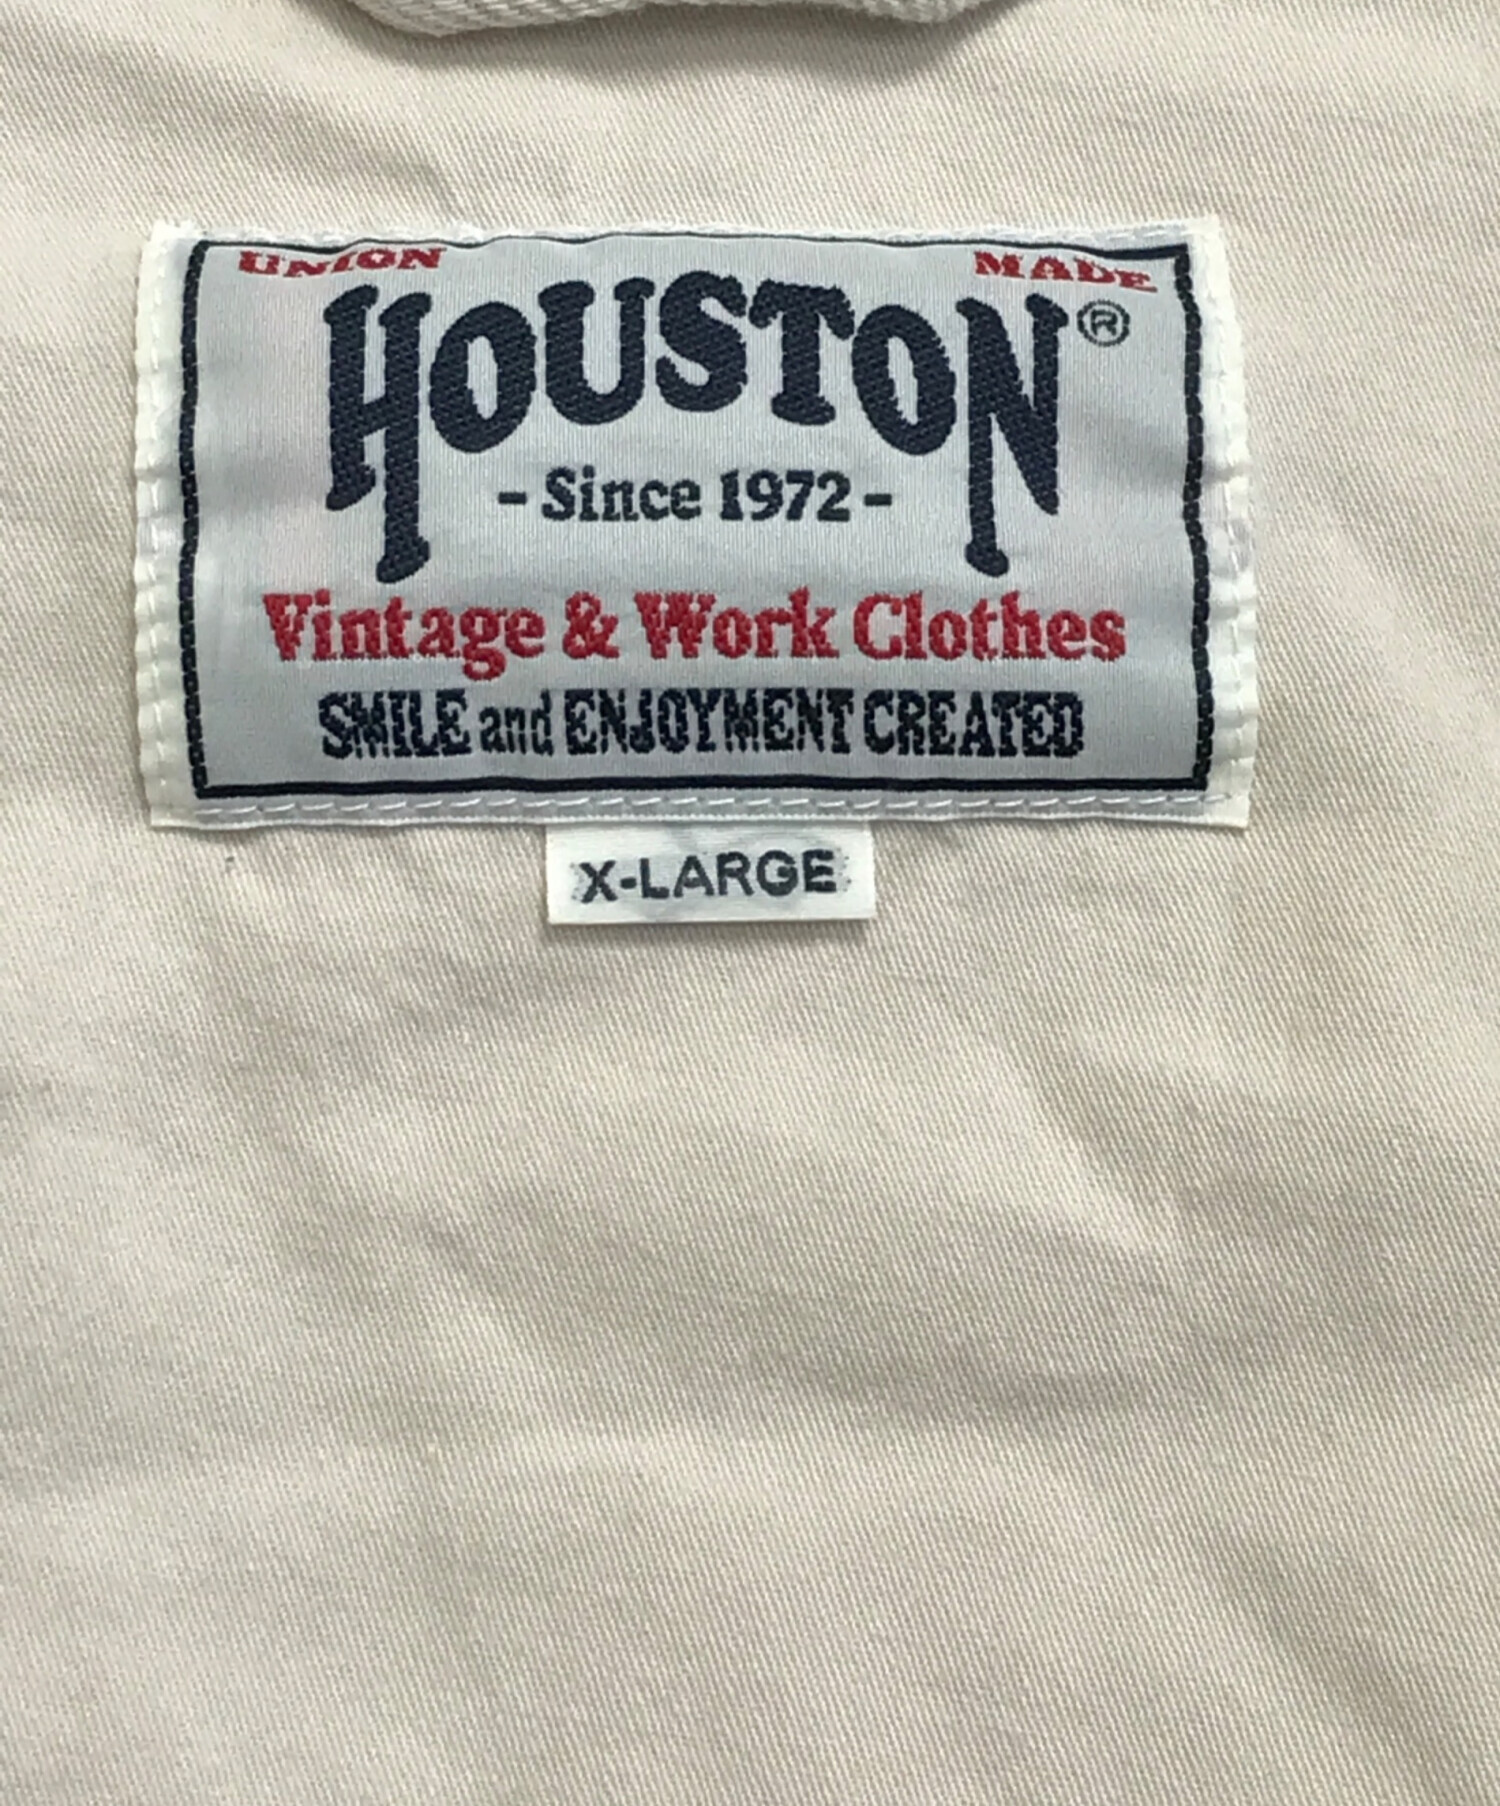 UNION MADE
HOUSTON®
- Since 1972 -
Vintage & Work Clothes
SMILE and ENJOYMENT CREATED
X-LARGE